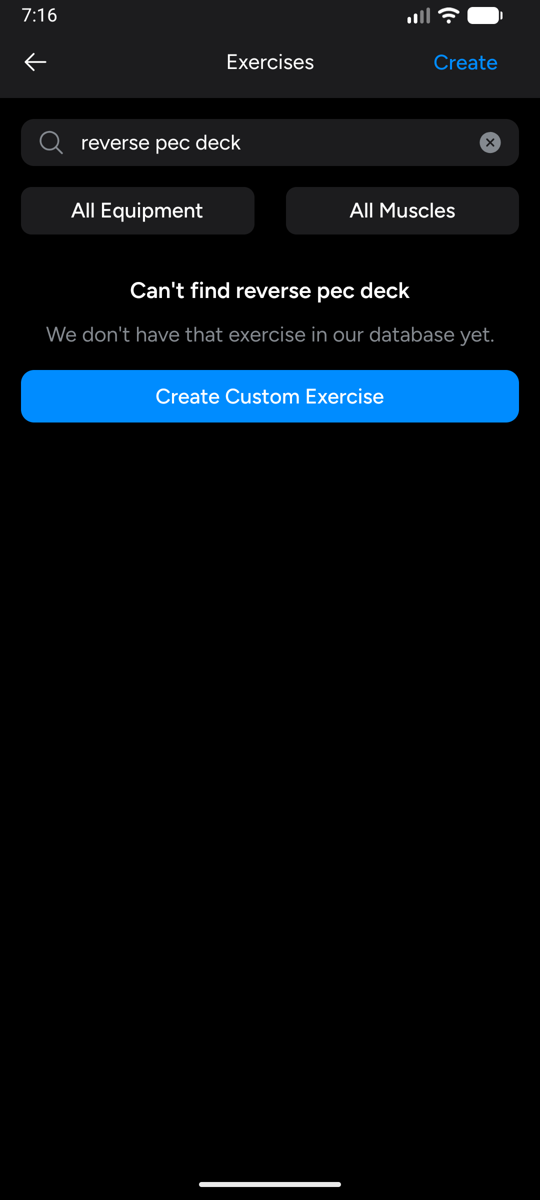 7:16
Exercises
Create
reverse pec deck
All Equipment
All Muscles
Can't find reverse pec deck
We don't have that exercise in our database yet.
Create Custom Exercise